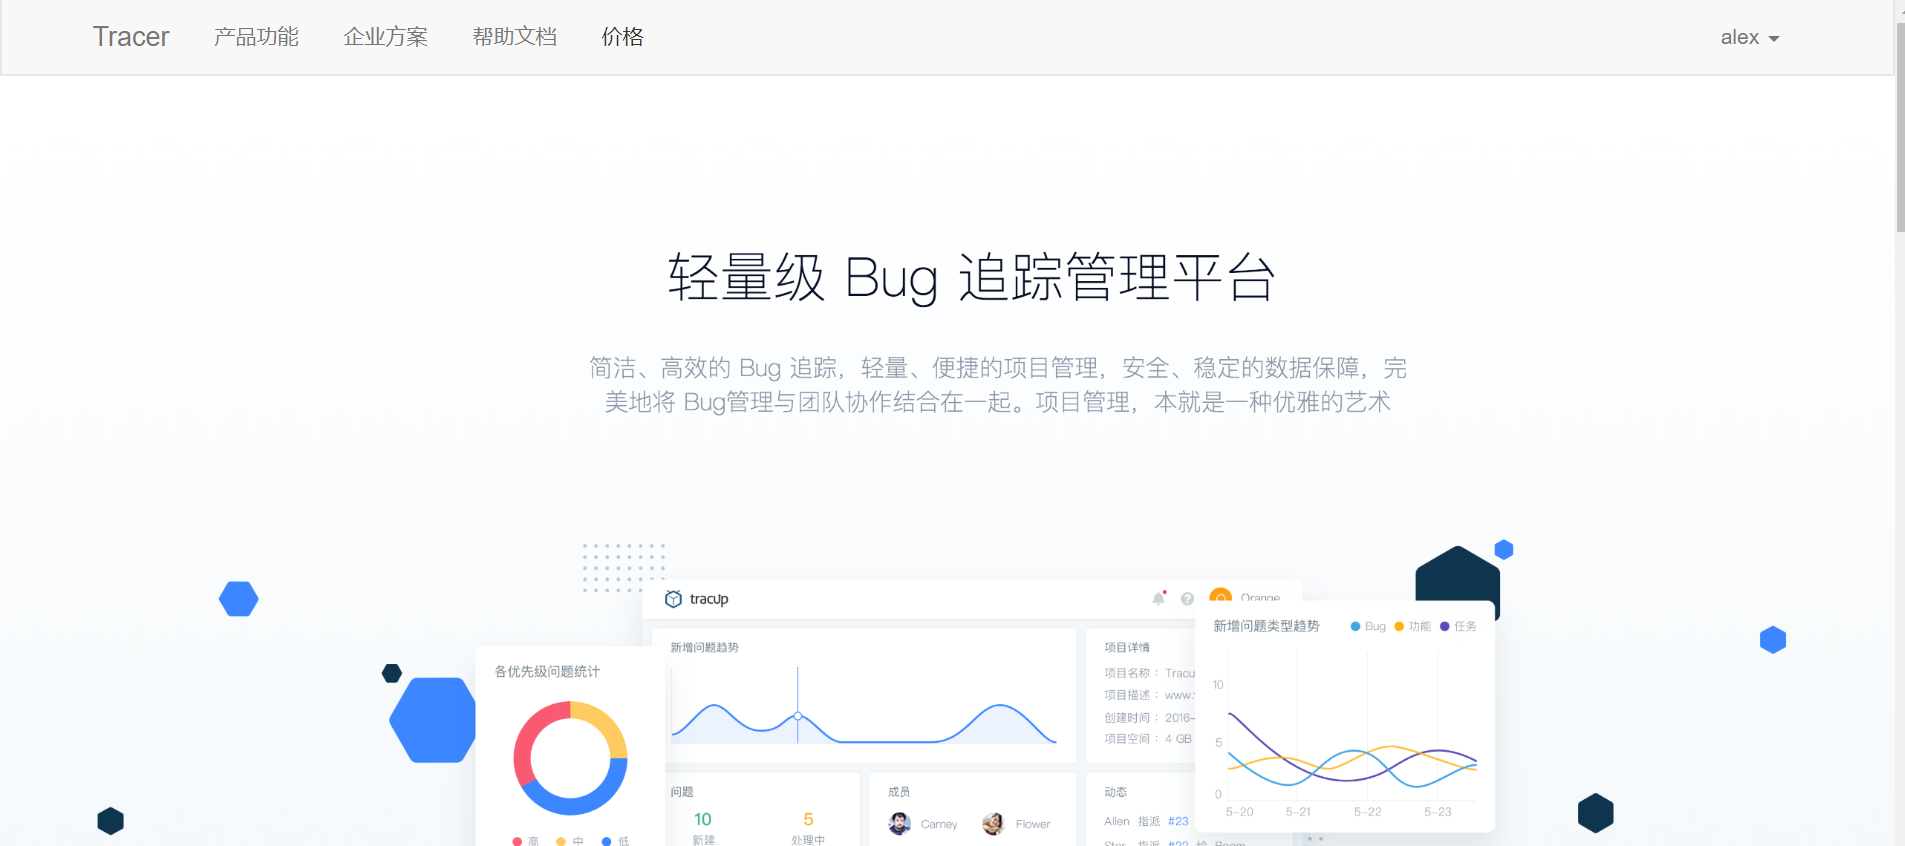 Tracer 产品功能 企业方案 帮助文档 价格 alex
轻量级 Bug 追踪管理平台
简洁、高效的 Bug 追踪，轻量、便捷的项目管理，安全、稳定的数据保障，完
美地将 Bug管理与团队协作结合在一起。项目管理，本就是一种优雅的艺术
tracup
Orange
新增问题类型趋势 Bug 功能 任务
10
5
0
5-20 5-21 5-22 5-23
新增问题趋势
项目详情
项目名称： Tracu
项目描述： www.
创建时间： 2016-
项目空间： 4 GB
各优先级问题统计
高 中 低
问题
10 5
新建 处理中
成员
Carney Flower
动态
Allen 指派 #23